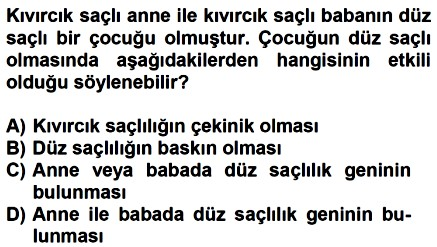 Kıvırcık saçlı anne ile kıvırcık saçlı babanın düz
saçlı bir çocuğu olmuştur. Çocuğun düz saçlı
olmasında aşağıdakilerden hangisinin etkili
olduğu söylenebilir?
A) Kıvırcık saçlılığın çekinik olması
B) Düz saçlılığın baskın olması
C) Anne veya babada düz saçlılık geninin
bulunması
D) Anne ile babada düz saçlılık geninin bu-
lunması